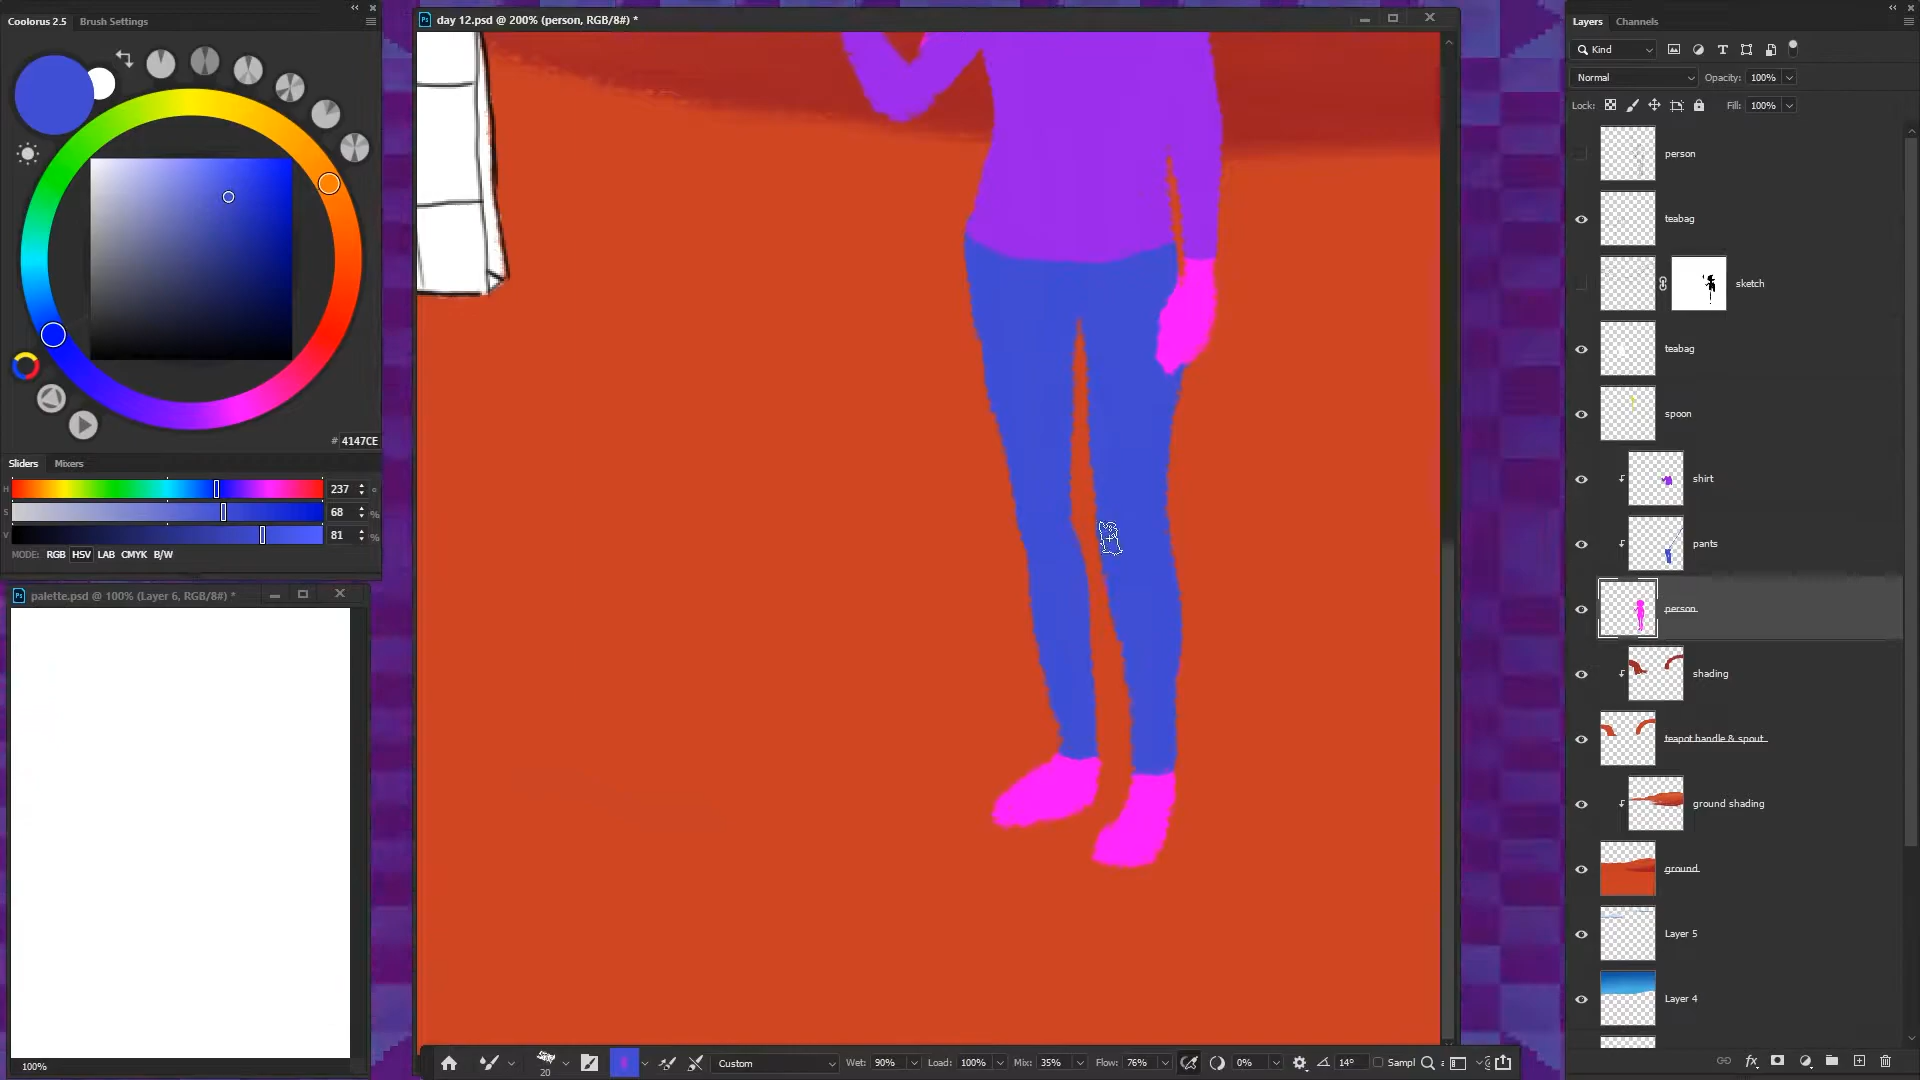 Coolorus 2.5
Brush Settings
# 4147CE
Sliders
Mixers
H
237
°
S
68
%
V
81
%
MODE: RGB HSV LAB CMYK B/W
palette.psd @ 100% (Layer 6, RGB/8#) *
100%
day 12.psd @ 200% (person, RGB/8#) *
20
Custom
Wet: 90%
Load: 100%
Mix: 35%
Flow: 76%
0%
14°
Sampl
Layers
Channels
Kind
Normal
Opacity: 100%
Lock:
Fill: 100%
person
teabag
sketch
teabag
spoon
shirt
pants
person
shading
teapot handle & spout
ground shading
ground
Layer 5
Layer 4
fx